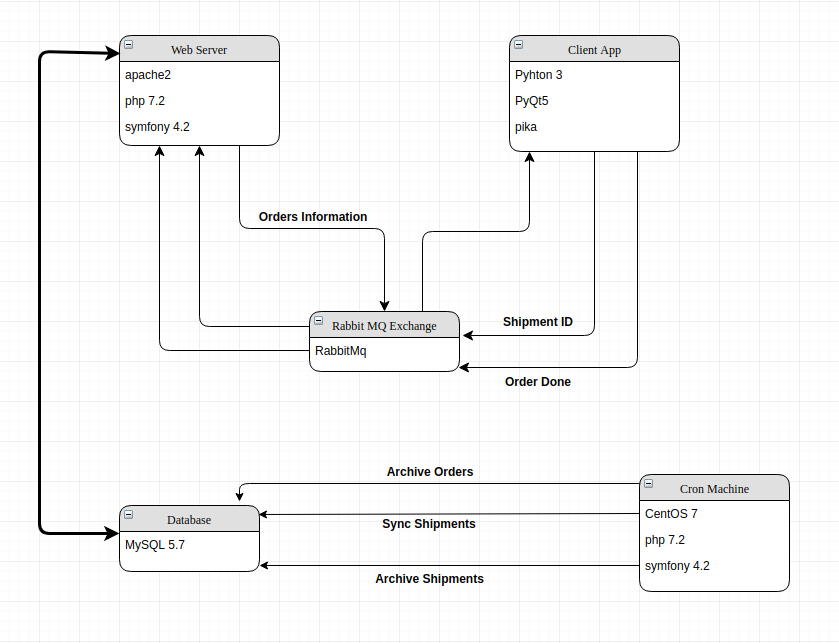 Web Server
apache2
php 7.2
symfony 4.2
Client App
Pyhton 3
PyQt5
pika
Orders Information
Shipment ID
Rabbit MQ Exchange
RabbitMq
Order Done
Archive Orders
Cron Machine
CentOS 7
php 7.2
symfony 4.2
Sync Shipments
Database
MySQL 5.7
Archive Shipments